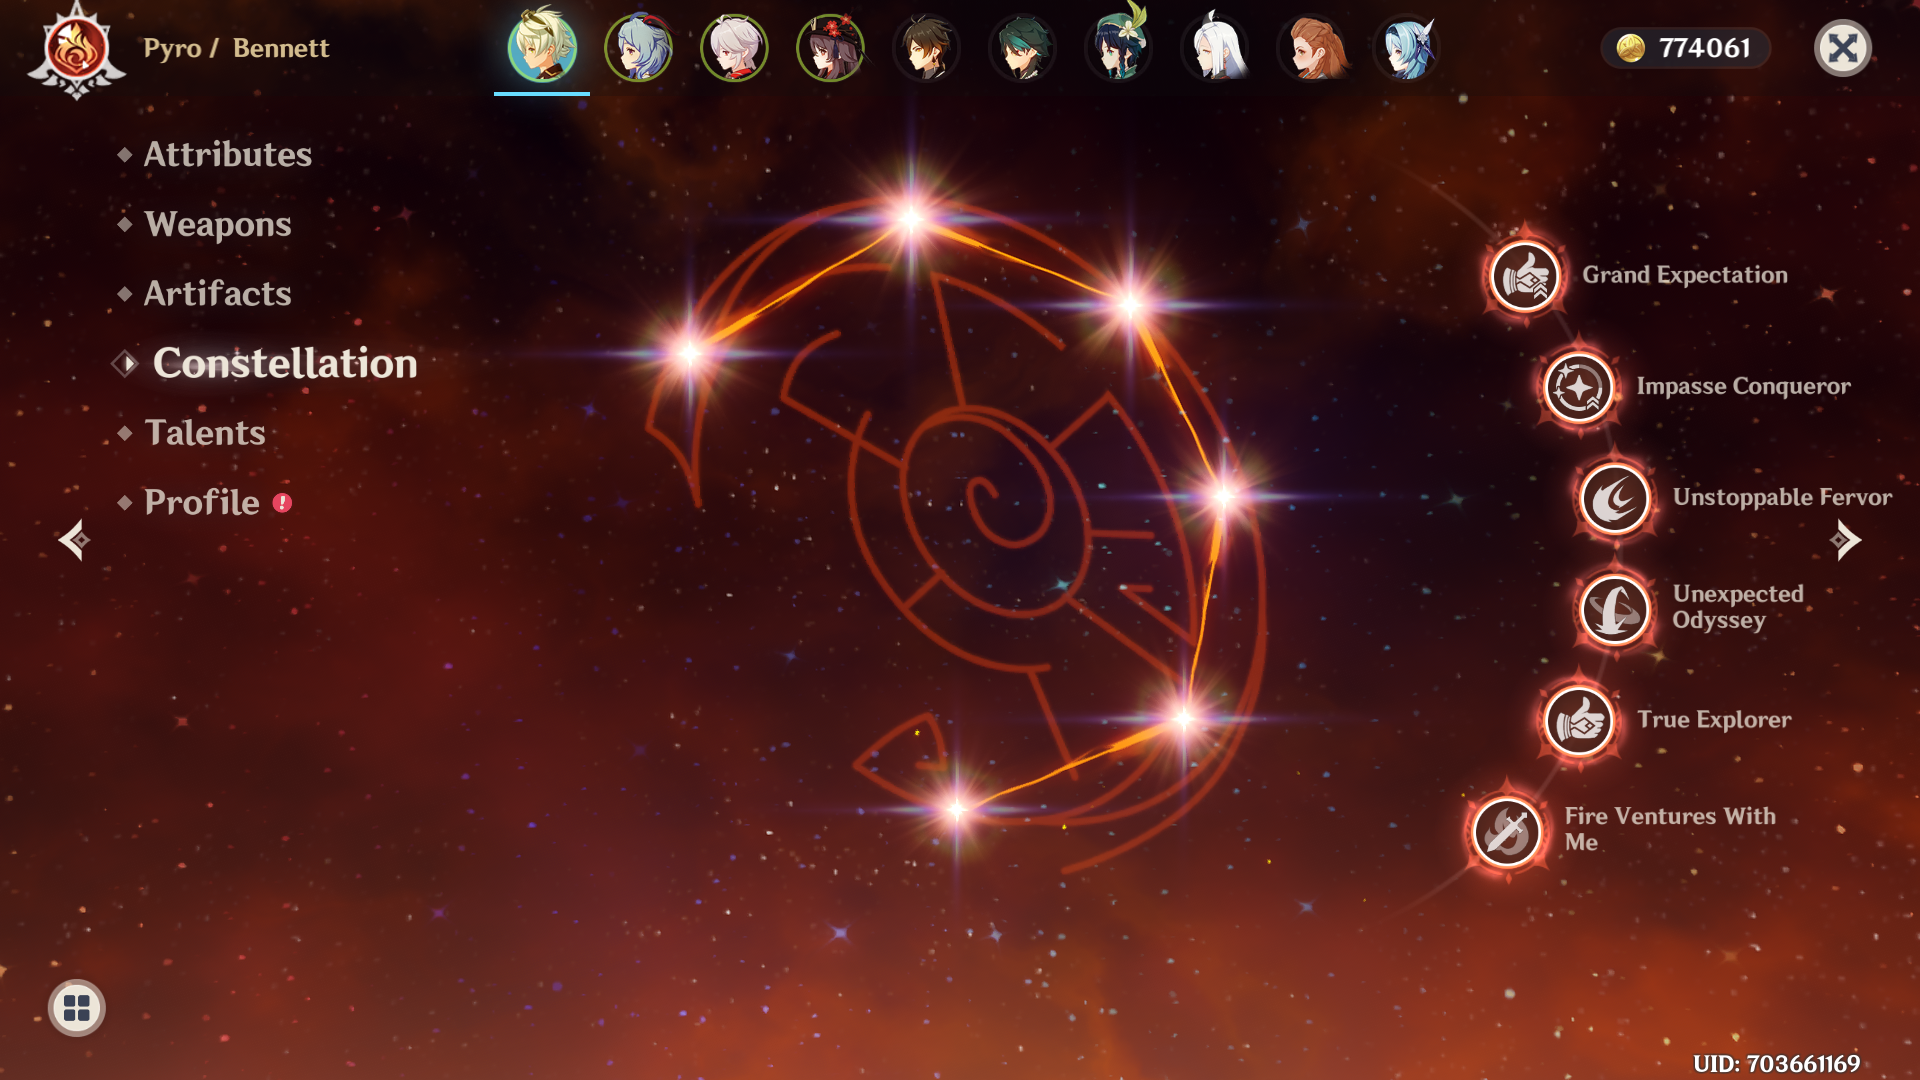 Pyro / Bennett
774061
Attributes
Weapons
Artifacts
Constellation
Talents
Profile
Grand Expectation
Impasse Conqueror
Unstoppable Fervor
Unexpected
Odyssey
True Explorer
Fire Ventures With
Me
UID: 703661169